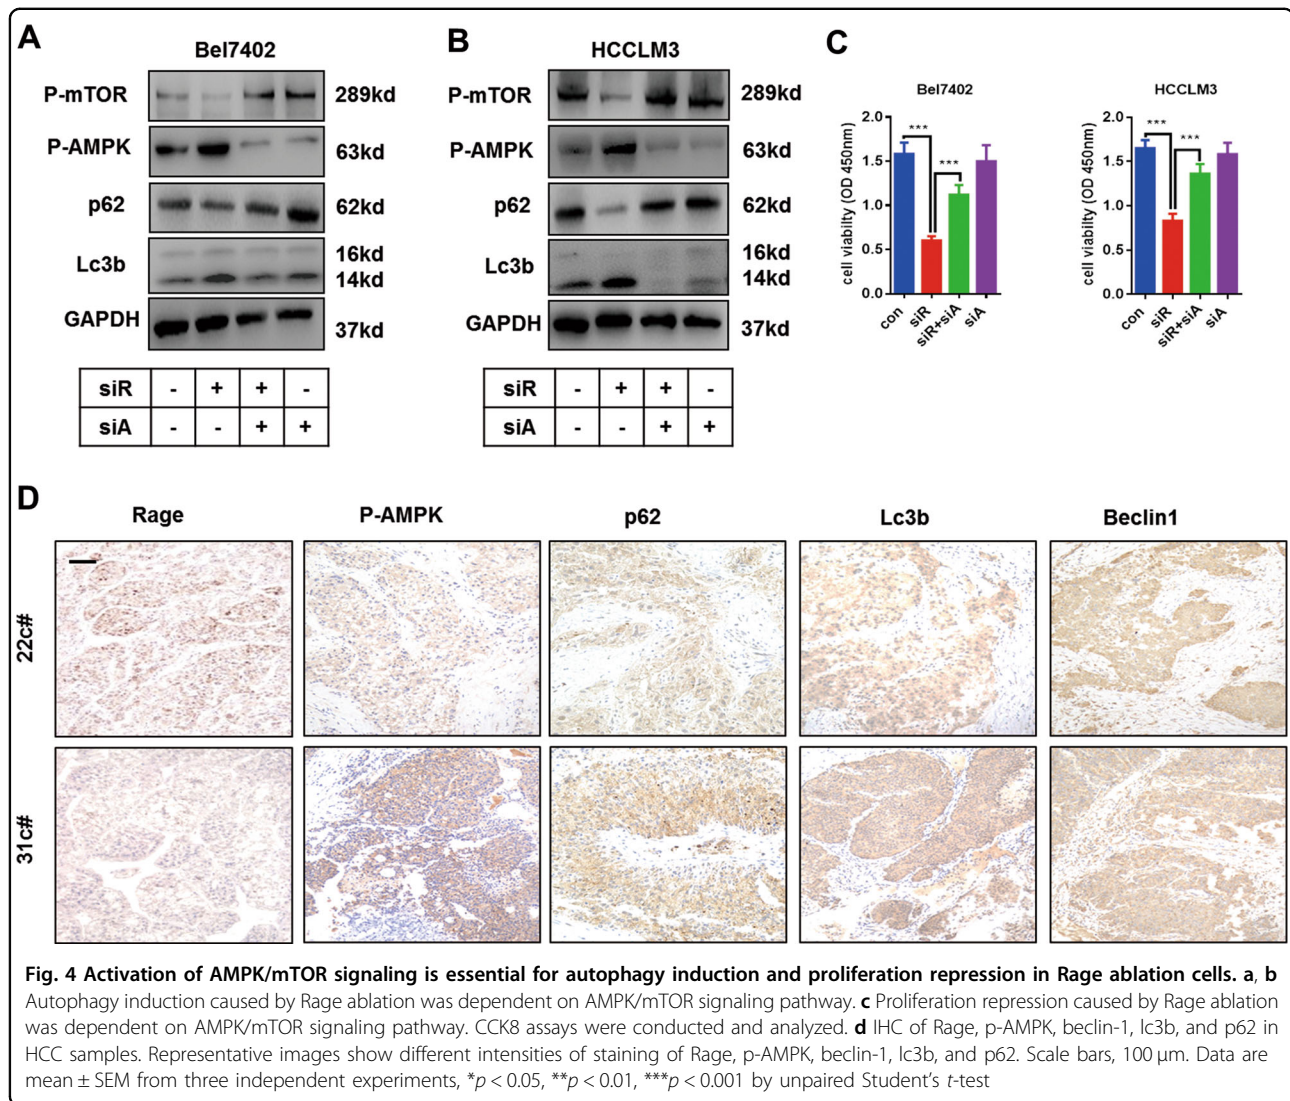 A
Bel7402
P-mTOR
289kd
P-AMPK
63kd
p62
62kd
Lc3b
16kd
14kd
GAPDH
37kd
siR - + + -
siA - - + +
B
HCCLM3
P-mTOR
289kd
P-AMPK
63kd
p62
62kd
Lc3b
16kd
14kd
GAPDH
37kd
siR - + + -
siA - - + +
C
Bel7402
cell viabilty (OD 450nm)
2.0
1.5
1.0
0.5
0.0
***
***
con siR siR+siA siA
HCCLM3
cell viabilty (OD 450nm)
2.0
1.5
1.0
0.5
0.0
***
***
con siR siR+siA siA
D
Rage P-AMPK p62 Lc3b Beclin1
22c#
31c#
Fig. 4 Activation of AMPK/mTOR signaling is essential for autophagy induction and proliferation repression in Rage ablation cells. a, b
Autophagy induction caused by Rage ablation was dependent on AMPK/mTOR signaling pathway. c Proliferation repression caused by Rage ablation
was dependent on AMPK/mTOR signaling pathway. CCK8 assays were conducted and analyzed. d IHC of Rage, p-AMPK, beclin-1, lc3b, and p62 in
HCC samples. Representative images show different intensities of staining of Rage, p-AMPK, beclin-1, lc3b, and p62. Scale bars, 100 μm. Data are
mean ± SEM from three independent experiments, *p < 0.05, **p < 0.01, ***p < 0.001 by unpaired Student's t-test